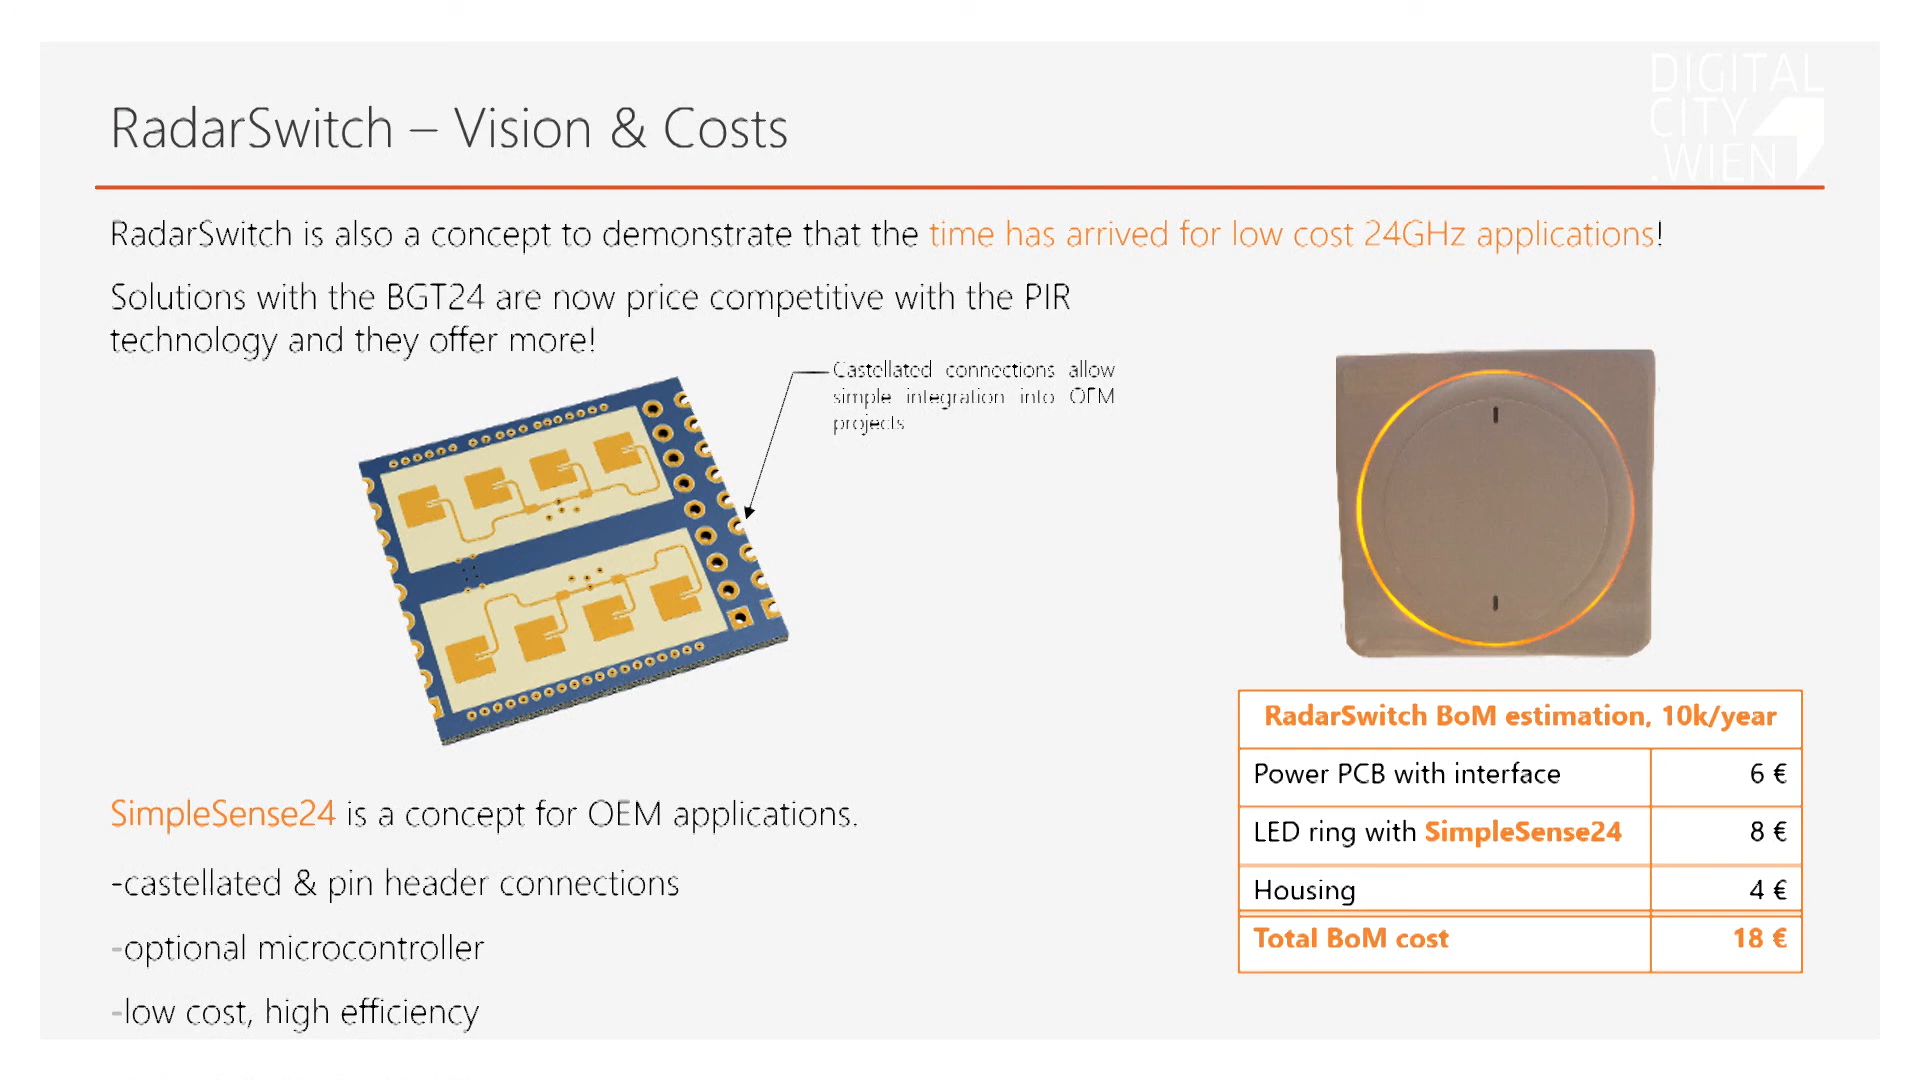 DIGITAL
CITY
.WIEN
RadarSwitch – Vision & Costs
RadarSwitch is also a concept to demonstrate that the time has arrived for low cost 24GHz applications!
Solutions with the BGT24 are now price competitive with the PIR
technology and they offer more!
Castellated connections allow
simple integration into OEM
projects
SimpleSense24 is a concept for OEM applications.
-castellated & pin header connections
-optional microcontroller
-low cost, high efficiency
RadarSwitch BoM estimation, 10k/year
Power PCB with interface 6 €
LED ring with SimpleSense24 8 €
Housing 4 €
Total BoM cost 18 €